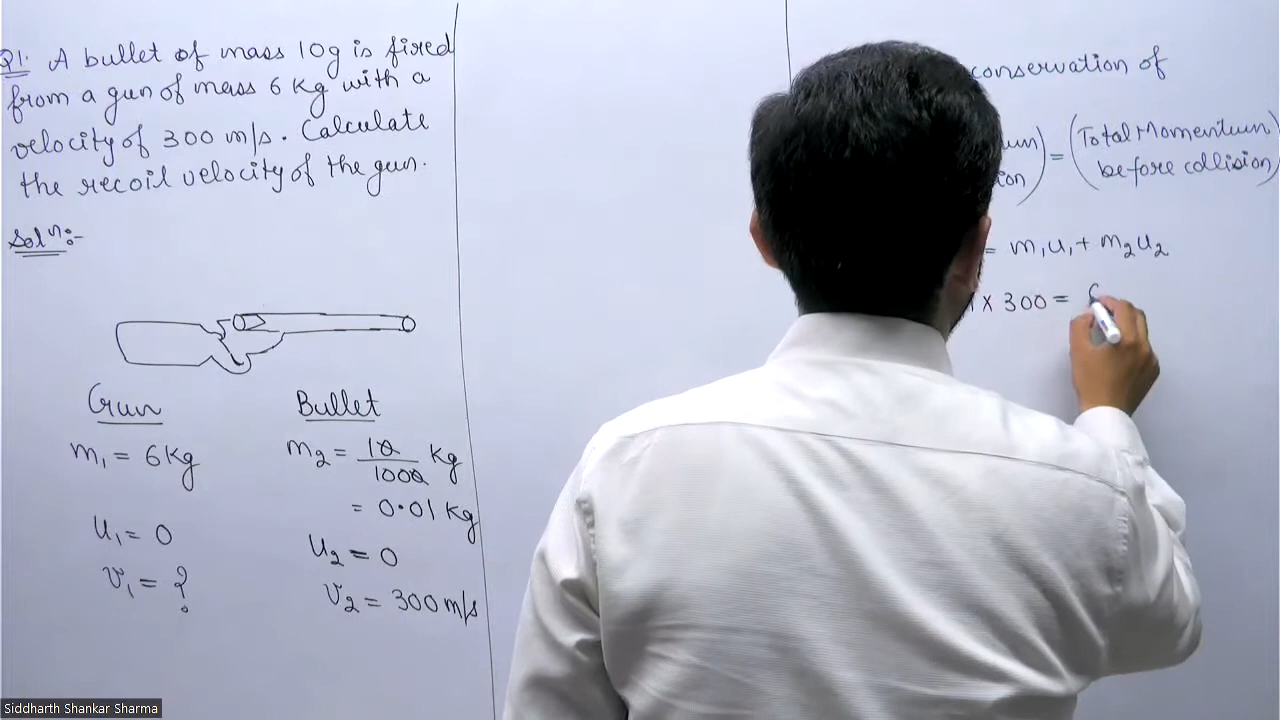 Q1. A bullet of mass 10g is fired
from a gun of mass 6 Kg with a
velocity of 300 m/s. Calculate
the recoil velocity of the gun.
Solⁿ:-
Gun
m₁ = 6kg
u₁ = 0
v₁ = ?
Bullet
m₂ = 10/1000 kg
= 0.01 kg
u₂ = 0
v₂ = 300 m/s
conservation of
= (Total Momentum
before collision)
= m₁u₁ + m₂u₂
x 300 =
Siddharth Shankar Sharma